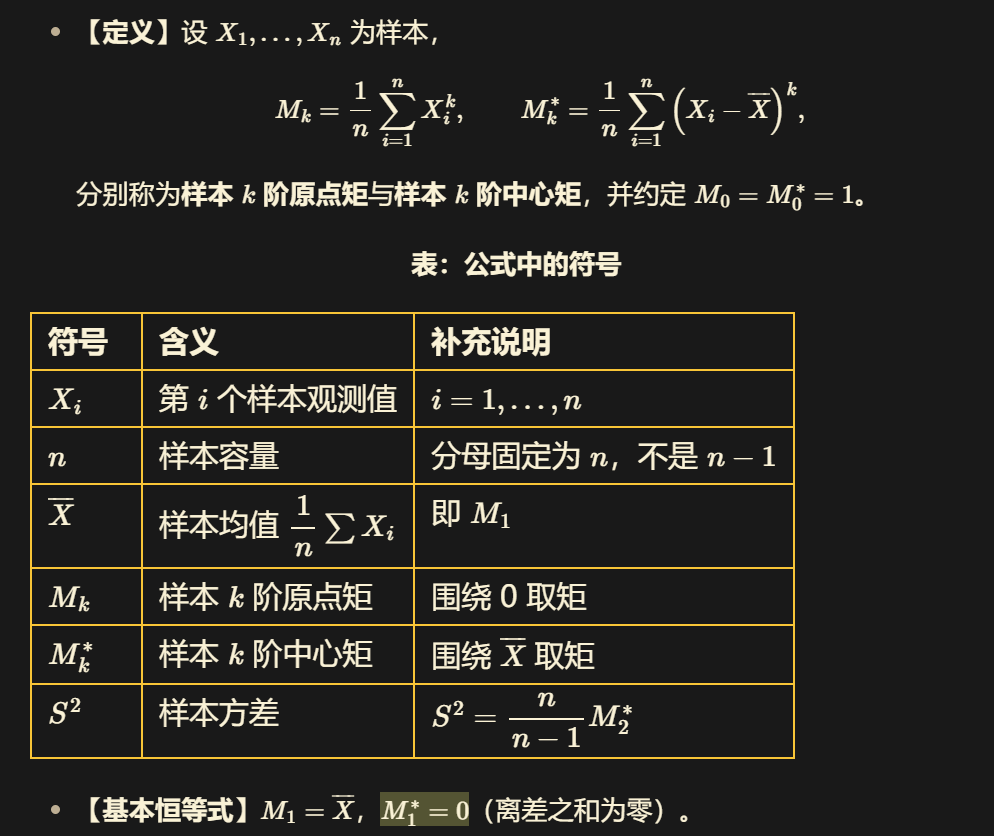 • 【定义】设 X₁, . . . , Xₙ 为样本，
$M_k = \frac{1}{n} \sum_{i=1}^{n} X_i^k, \quad M_k^* = \frac{1}{n} \sum_{i=1}^{n} \left( X_i - \overline{X} \right)^k,$
分别称为样本 k 阶原点矩与样本 k 阶中心矩，并约定 $M_0 = M_0^* = 1$。
表：公式中的符号
符号 含义 补充说明
$X_i$ 第 i 个样本观测值 $i = 1, \ldots, n$
n 样本容量 分母固定为 n，不是 n − 1
$\overline{X}$ 样本均值 $\frac{1}{n} \sum X_i$ 即 $M_1$
$M_k$ 样本 k 阶原点矩 围绕 0 取矩
$M_k^*$ 样本 k 阶中心矩 围绕 $\overline{X}$ 取矩
$S^2$ 样本方差 $S^2 = \frac{n}{n-1} M_2^*$
• 【基本恒等式】$M_1 = \overline{X}$，$M_1^* = 0$（离差之和为零）。